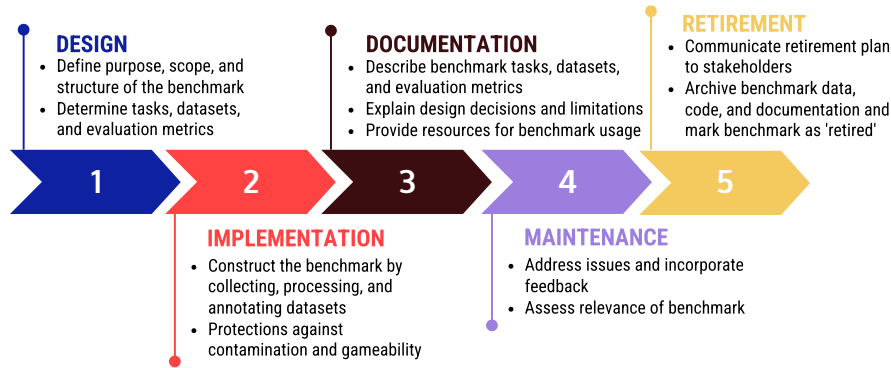 DESIGN
• Define purpose, scope, and
structure of the benchmark
• Determine tasks, datasets,
and evaluation metrics
DOCUMENTATION
• Describe benchmark tasks, datasets,
and evaluation metrics
• Explain design decisions and limitations
• Provide resources for benchmark usage
RETIREMENT
• Communicate retirement plan
to stakeholders
• Archive benchmark data,
code, and documentation and
mark benchmark as 'retired'
1
2
3
4
5
IMPLEMENTATION
• Construct the benchmark by
collecting, processing, and
annotating datasets
• Protections against
contamination and gameability
MAINTENANCE
• Address issues and incorporate
feedback
• Assess relevance of benchmark